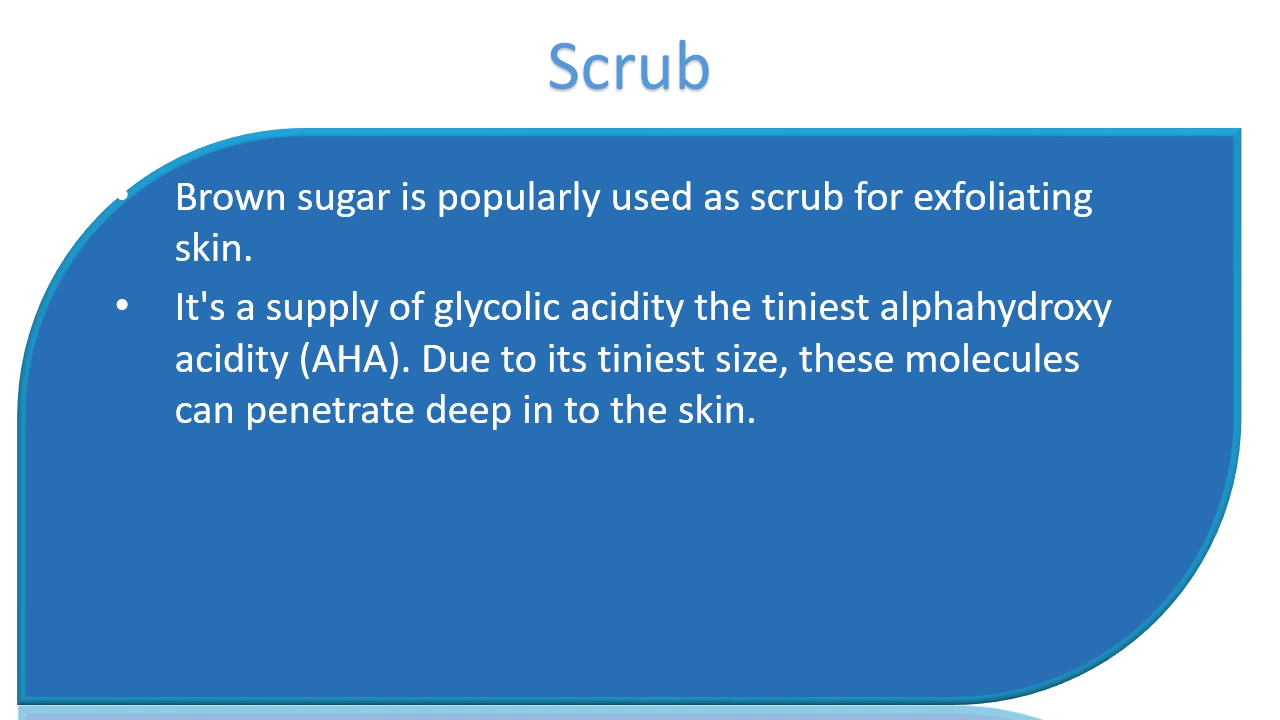 Scrub
• Brown sugar is popularly used as scrub for exfoliating
skin.
• It's a supply of glycolic acidity the tiniest alphahydroxy
acidity (AHA). Due to its tiniest size, these molecules
can penetrate deep in to the skin.